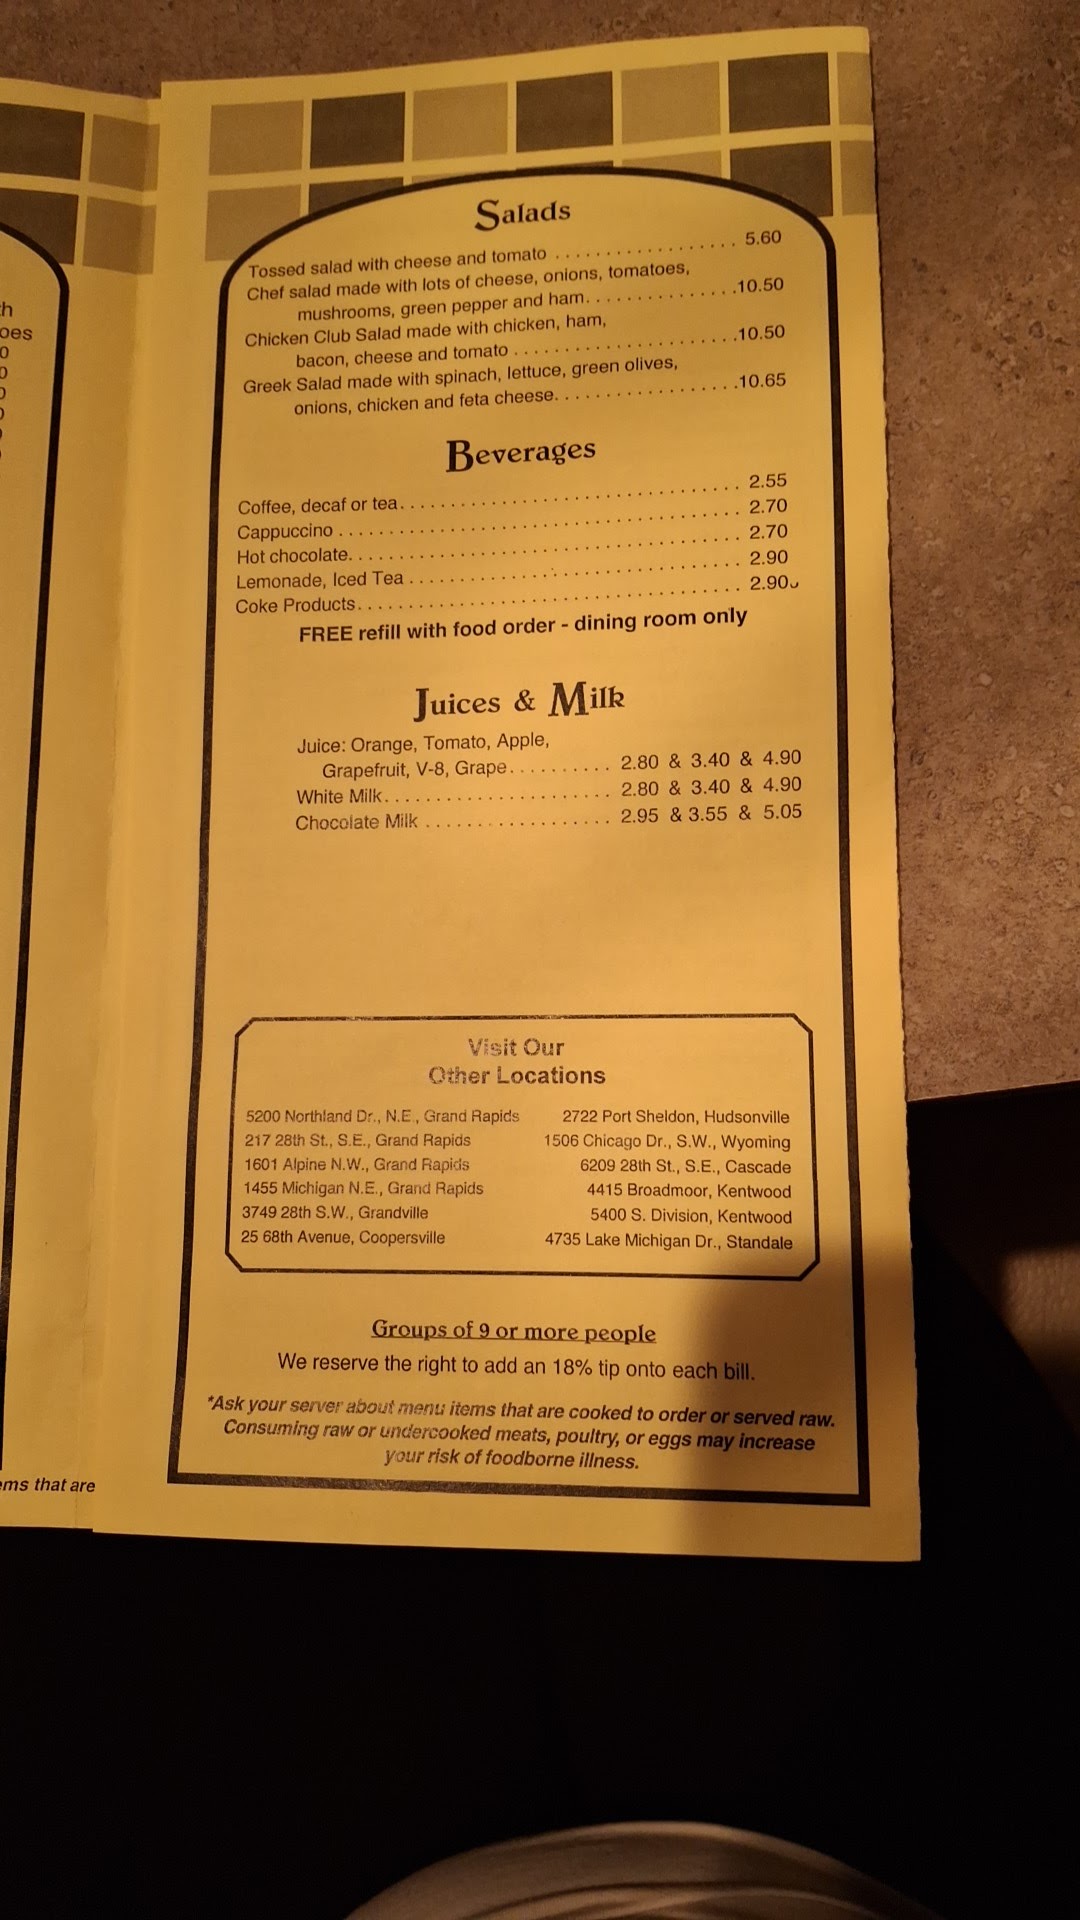 Salads
Tossed salad with cheese and tomato . . . . . . . . . . . . . . . . . . . 5.60
Chef salad made with lots of cheese, onions, tomatoes,
mushrooms, green pepper and ham. . . . . . . . . . . . . . .10.50
Chicken Club Salad made with chicken, ham,
bacon, cheese and tomato . . . . . . . . . . . . . . . . . . . . . . .10.50
Greek Salad made with spinach, lettuce, green olives,
onions, chicken and feta cheese. . . . . . . . . . . . . . . . . .10.65
Beverages
Coffee, decaf or tea. . . . . . . . . . . . . . . . . . . . . . . . . . . . . . . . . . 2.55
Cappuccino . . . . . . . . . . . . . . . . . . . . . . . . . . . . . . . . . . . . . . . 2.70
Hot chocolate. . . . . . . . . . . . . . . . . . . . . . . . . . . . . . . . . . . . . . 2.70
Lemonade, Iced Tea . . . . . . . . . . . . . . . . . . . . . . . . . . . . . . . . . 2.90
Coke Products. . . . . . . . . . . . . . . . . . . . . . . . . . . . . . . . . . . . . 2.90
FREE refill with food order - dining room only
Juices & Milk
Juice: Orange, Tomato, Apple,
Grapefruit, V-8, Grape. . . . . . . . . . 2.80 & 3.40 & 4.90
White Milk. . . . . . . . . . . . . . . . . . . . . . 2.80 & 3.40 & 4.90
Chocolate Milk . . . . . . . . . . . . . . . . . . 2.95 & 3.55 & 5.05
Visit Our
Other Locations
5200 Northland Dr., N.E., Grand Rapids
217 28th St., S.E., Grand Rapids
1601 Alpine N.W., Grand Rapids
1455 Michigan N.E., Grand Rapids
3749 28th S.W., Grandville
25 68th Avenue, Coopersville
2722 Port Sheldon, Hudsonville
1506 Chicago Dr., S.W., Wyoming
6209 28th St., S.E., Cascade
4415 Broadmoor, Kentwood
5400 S. Division, Kentwood
4735 Lake Michigan Dr., Standale
Groups of 9 or more people
We reserve the right to add an 18% tip onto each bill.
*Ask your server about menu items that are cooked to order or served raw.
Consuming raw or undercooked meats, poultry, or eggs may increase
your risk of foodborne illness.
that are